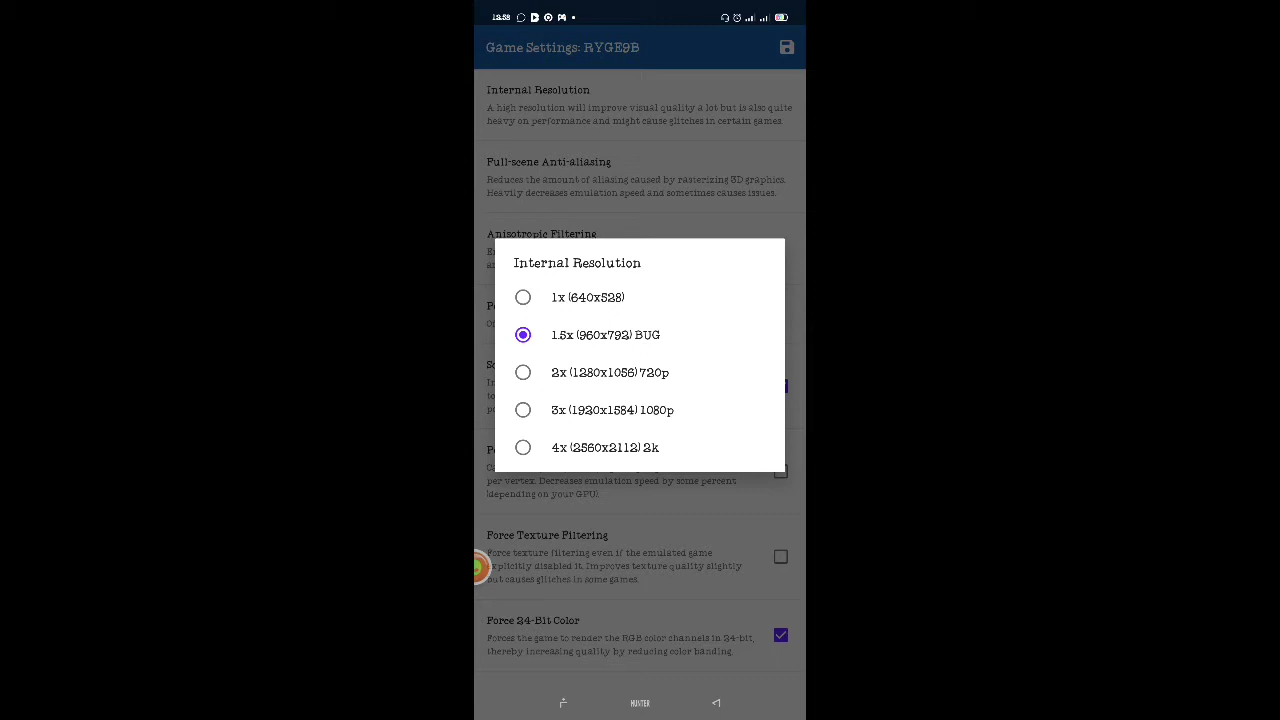 12:58
Game Settings: RYGE9B
Internal Resolution
A high resolution will improve visual quality a lot but is also quite
heavy on performance and might cause glitches in certain games.
Full-scene Anti-aliasing
Reduces the amount of aliasing caused by rasterizing 3D graphics.
Heavily decreases emulation speed and sometimes causes issues.
Anisotropic Filtering
Internal Resolution
1x (640x528)
1.5x (960x792) BUG
2x (1280x1056) 720p
3x (1920x1584) 1080p
4x (2560x2112) 2k
per vertex. Decreases emulation speed by some percent
(depending on your GPU).
Force Texture Filtering
Force texture filtering even if the emulated game
explicitly disabled it. Improves texture quality slightly
but causes glitches in some games.
Force 24-Bit Color
Forces the game to render the RGB color channels in 24-bit,
thereby increasing quality by reducing color banding.
HUNTER